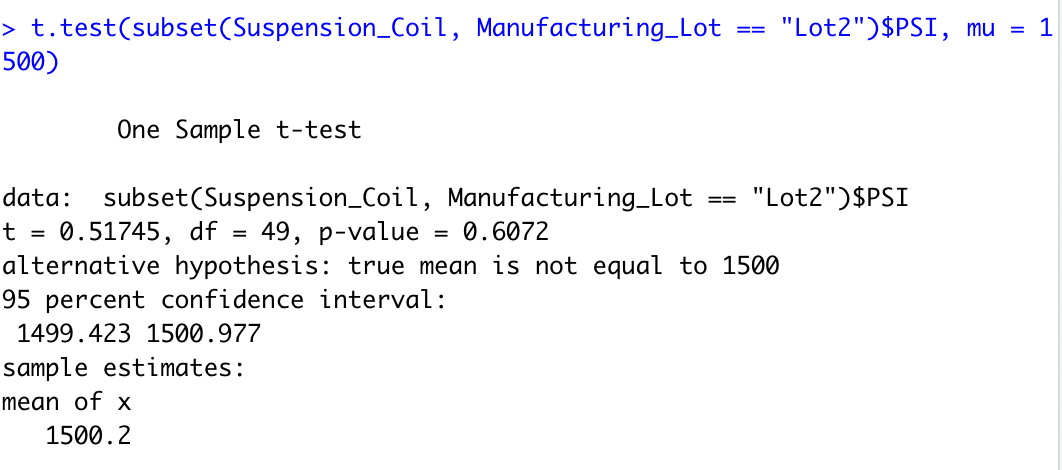 > t.test(subset(Suspension_Coil, Manufacturing_Lot == "Lot2")$PSI, mu = 1
500)
One Sample t-test
data:  subset(Suspension_Coil, Manufacturing_Lot == "Lot2")$PSI
t = 0.51745, df = 49, p-value = 0.6072
alternative hypothesis: true mean is not equal to 1500
95 percent confidence interval:
 1499.423 1500.977
sample estimates:
mean of x
   1500.2